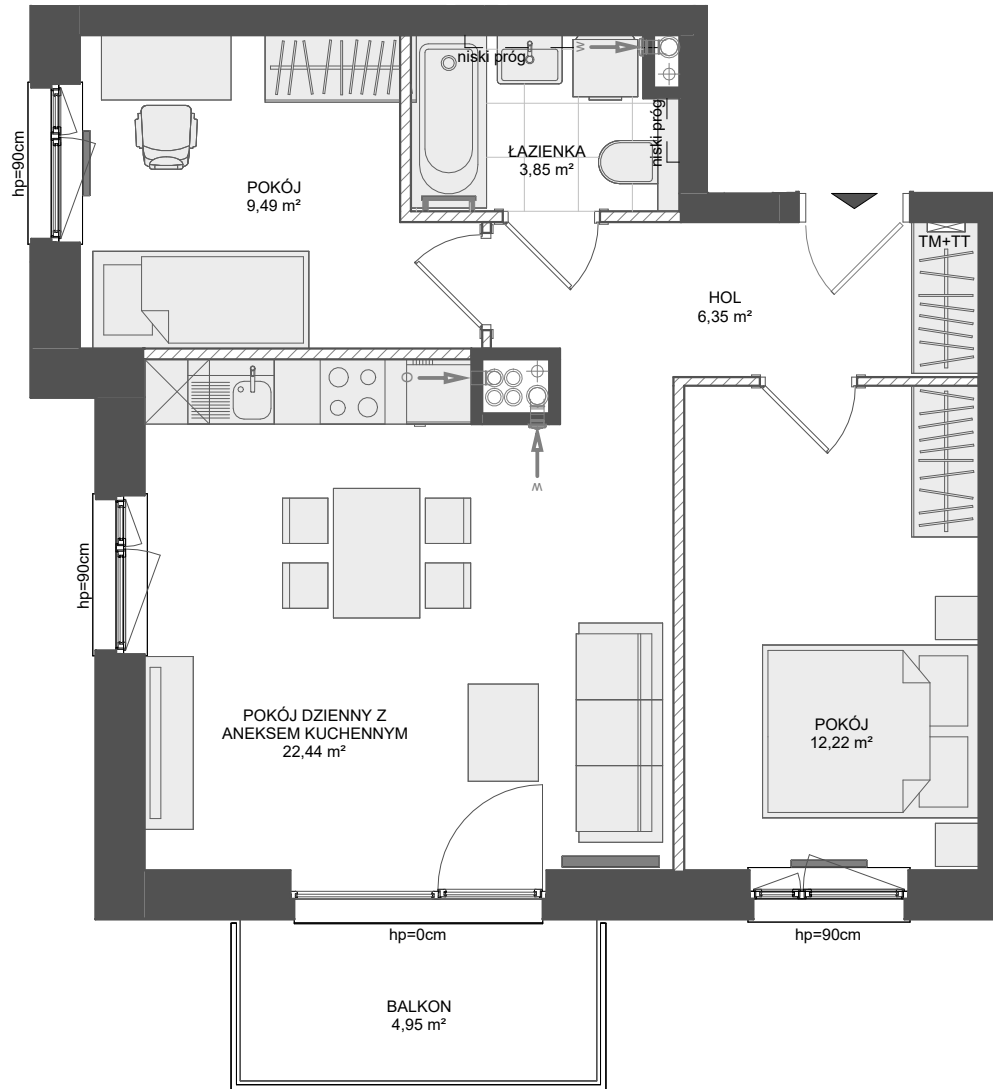 niski próg
W
niski próg
ŁAZIENKA
3,85 m²
hp=90cm
POKÓJ
9,49 m²
TM+TT
HOL
6,35 m²
O
W
hp=90cm
POKÓJ DZIENNY Z
ANEKSEM KUCHENNYM
22,44 m²
POKÓJ
12,22 m²
hp=0cm
hp=90cm
BALKON
4,95 m²